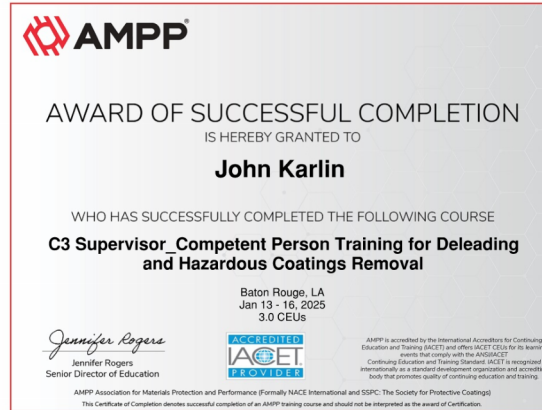 AMPP®
AWARD OF SUCCESSFUL COMPLETION
IS HEREBY GRANTED TO
John Karlin
WHO HAS SUCCESSFULLY COMPLETED THE FOLLOWING COURSE
C3 Supervisor_Competent Person Training for Deleading
and Hazardous Coatings Removal
Baton Rouge, LA
Jan 13 - 16, 2025
3.0 CEUs
Jennifer Rogers
Jennifer Rogers
Senior Director of Education
ACCREDITED
IACET
PROVIDER
AMPP is accredited by the International Accreditors for Continuing
Education and Training (IACET) and offers IACET CEUs for its learning
events that comply with the ANSI/IACET
Continuing Education and Training Standard. IACET is recognized
internationally as a standard development organization and accrediting
body that promotes quality of continuing education and training.
AMPP Association for Materials Protection and Performance (Formally NACE International and SSPC: The Society for Protective Coatings)
This Certificate of Completion denotes successful completion of an AMPP training course and should not be interpreted as the award of Certification.